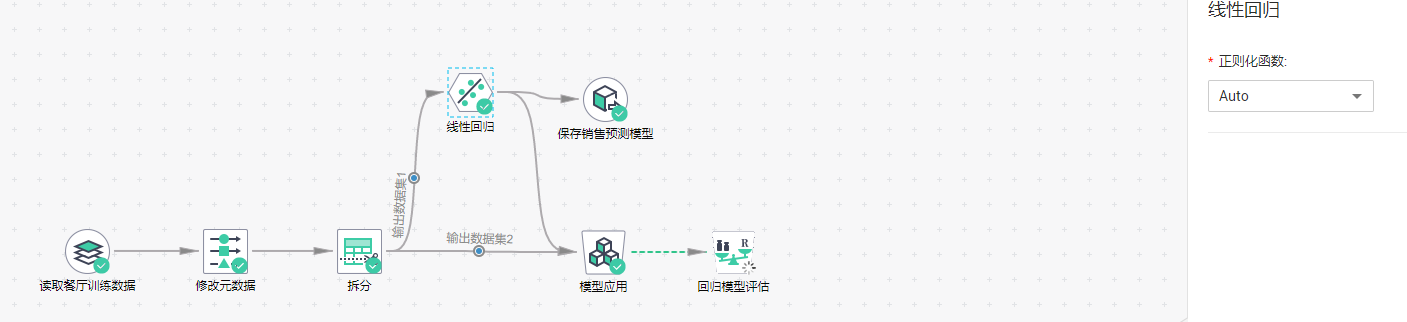 线性回归
* 正则化函数:
Auto
线性回归
保存销售预测模型
输出数据集1
输出数据集2
R
读取餐厅训练数据
修改元数据
拆分
模型应用
回归模型评估